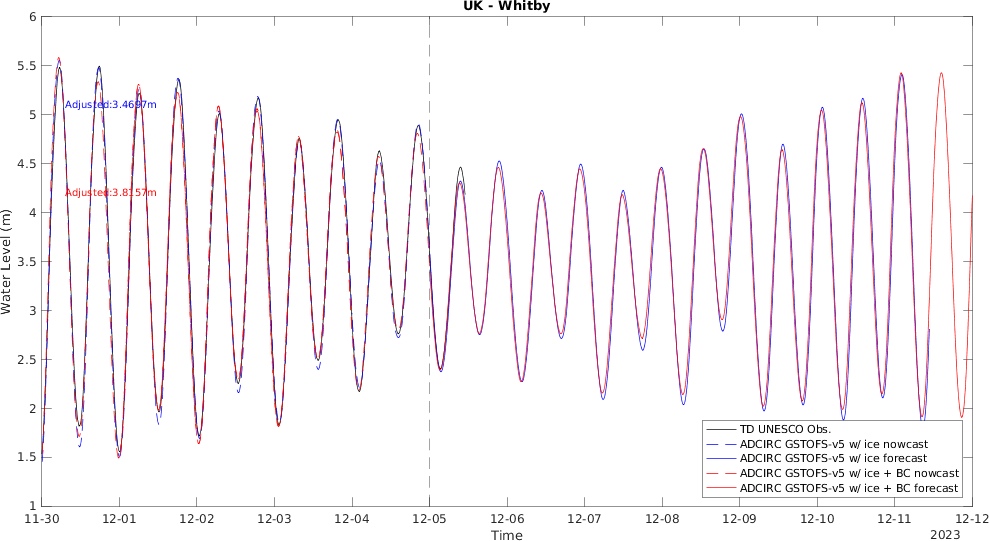 UK - Whitby
6
5.5
5
4.5
4
3.5
3
2.5
2
1.5
1
Water Level (m)
Adjusted:3.4697m
Adjusted:3.8157m
TD UNESCO Obs.
ADCIRC GSTOFS-v5 w/ ice nowcast
ADCIRC GSTOFS-v5 w/ ice forecast
ADCIRC GSTOFS-v5 w/ ice + BC nowcast
ADCIRC GSTOFS-v5 w/ ice + BC forecast
11-30 12-01 12-02 12-03 12-04 12-05 12-06 12-07 12-08 12-09 12-10 12-11 12-12
Time
2023